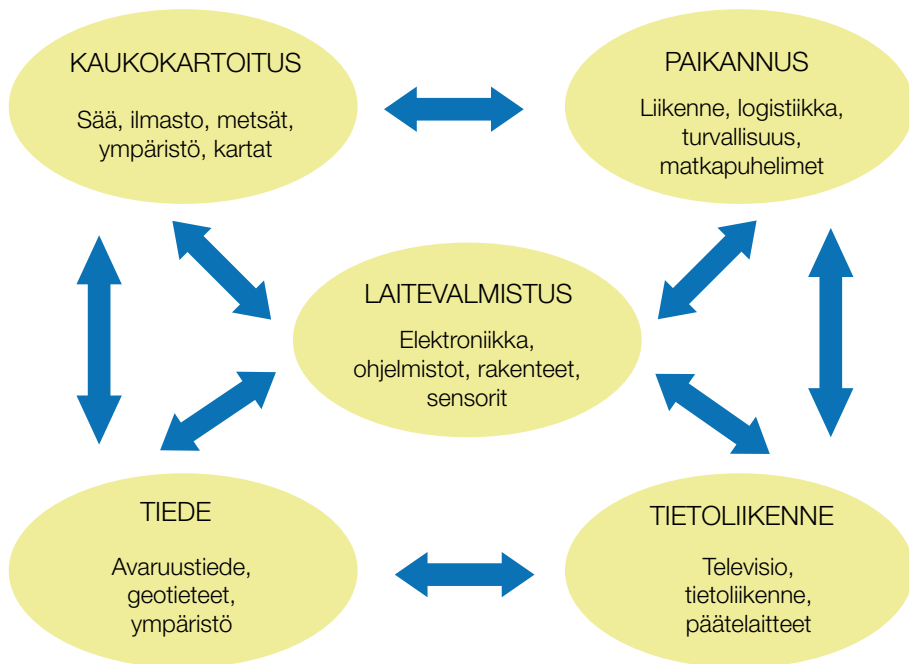 KAUKOKARTOITUS
Sää, ilmasto, metsät,
ympäristö, kartat
PAIKANNUS
Liikenne, logistiikka,
turvallisuus,
matkapuhelimet
LAITEVALMISTUS
Elektroniikka,
ohjelmistot, rakenteet,
sensorit
TIEDE
Avaruustiede,
geotieteet,
ympäristö
TIETOLIIKENNE
Televisio,
tietoliikenne,
päätelaitteet